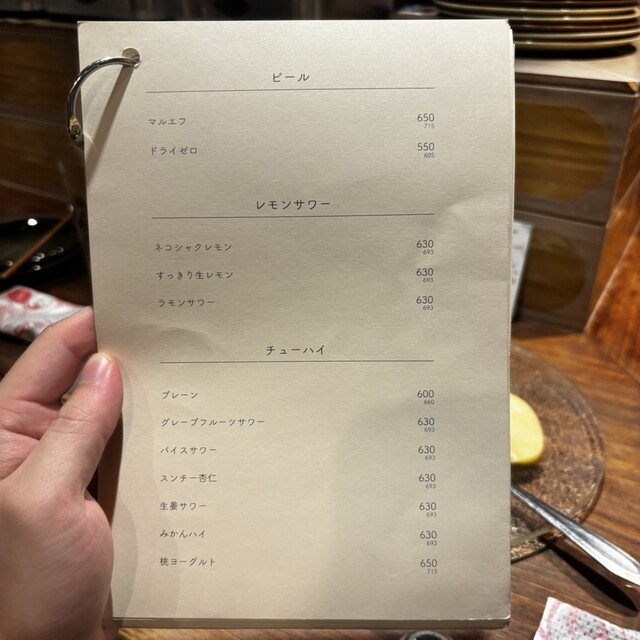 ビール
マルエフ 650
715
ドライゼロ 550
605
レモンサワー
ネコシャクレモン 630
693
すっきり生レモン 630
693
ラモンサワー 630
693
チューハイ
プレーン 600
660
グレープフルーツサワー 630
693
バイスサワー 630
693
スンチー杏仁 630
693
生姜サワー 630
693
みかんハイ 630
693
桃ヨーグルト 650
715